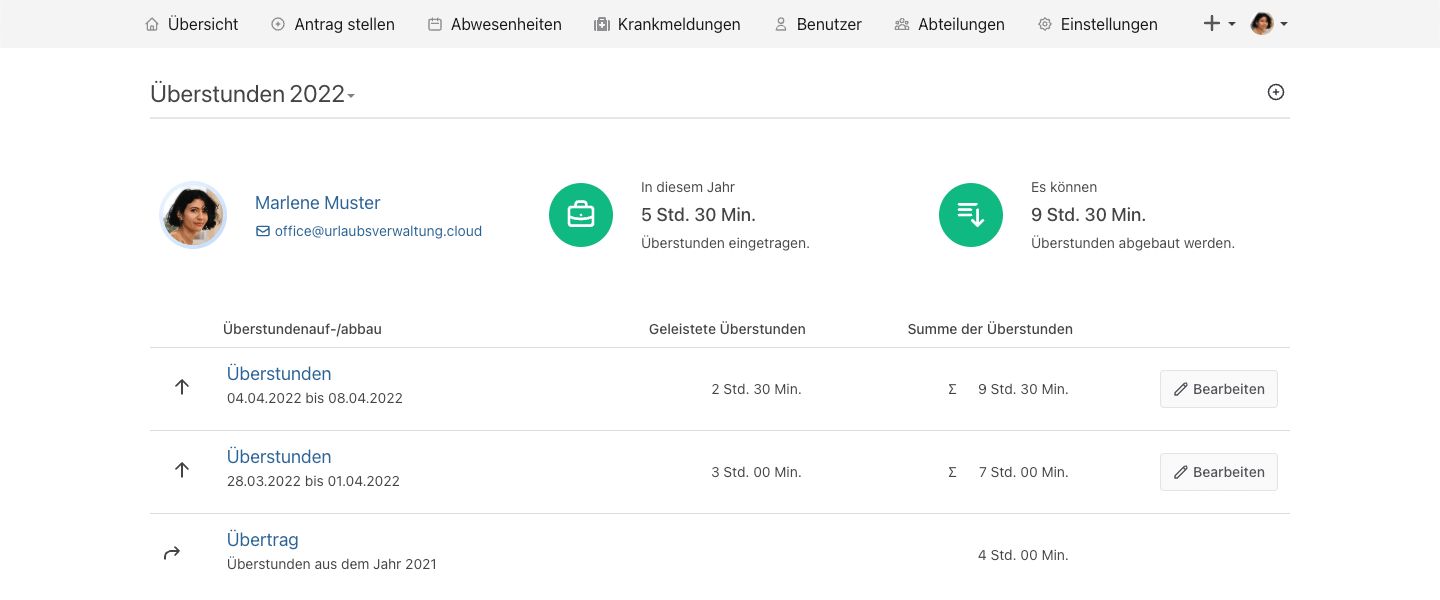 Übersicht Antrag stellen Abwesenheiten Krankmeldungen Benutzer Abteilungen Einstellungen
Überstunden 2022
Marlene Muster
office@urlaubsverwaltung.cloud
In diesem Jahr
5 Std. 30 Min.
Überstunden eingetragen.
Es können
9 Std. 30 Min.
Überstunden abgebaut werden.
Überstundenauf-/abbau Geleistete Überstunden Summe der Überstunden
Überstunden
04.04.2022 bis 08.04.2022
2 Std. 30 Min. Σ 9 Std. 30 Min. Bearbeiten
Überstunden
28.03.2022 bis 01.04.2022
3 Std. 00 Min. Σ 7 Std. 00 Min. Bearbeiten
Übertrag
Überstunden aus dem Jahr 2021
4 Std. 00 Min.